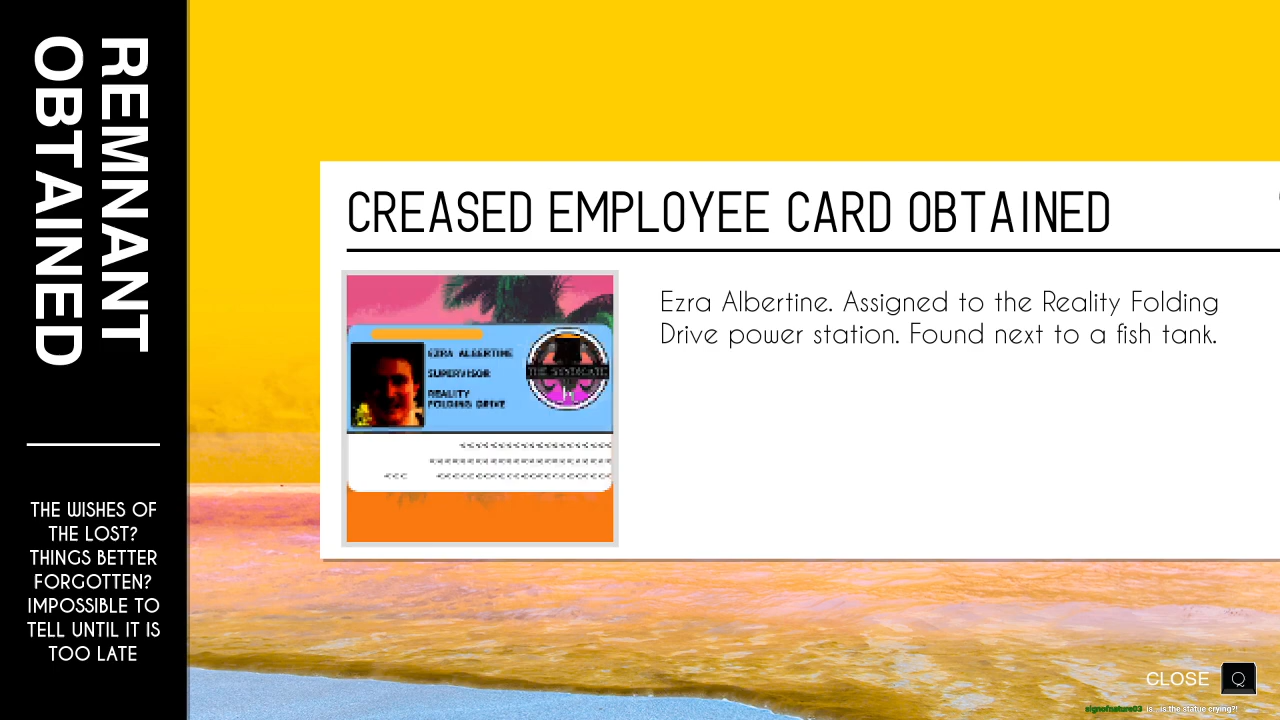 REMNANT
OBTAINED
THE WISHES OF
THE LOST?
THINGS BETTER
FORGOTTEN?
IMPOSSIBLE TO
TELL UNTIL IT IS
TOO LATE
CREASED EMPLOYEE CARD OBTAINED
EZRA ALBERTINE
SUPERVISOR
REALITY
FOLDING DRIVE
THE SYNDICATE
Ezra Albertine. Assigned to the Reality Folding
Drive power station. Found next to a fish tank.
CLOSE Q
signofnature03 is.. is the statue crying?!